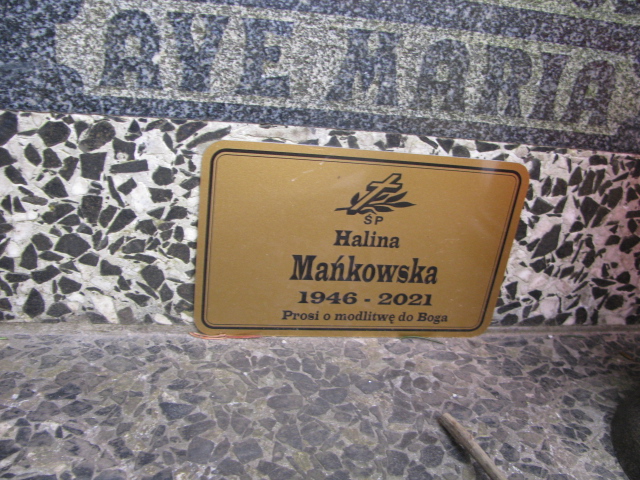 AVE MARIA
ŚP
Halina
Mańkowska
1946 - 2021
Prosi o modlitwę do Boga